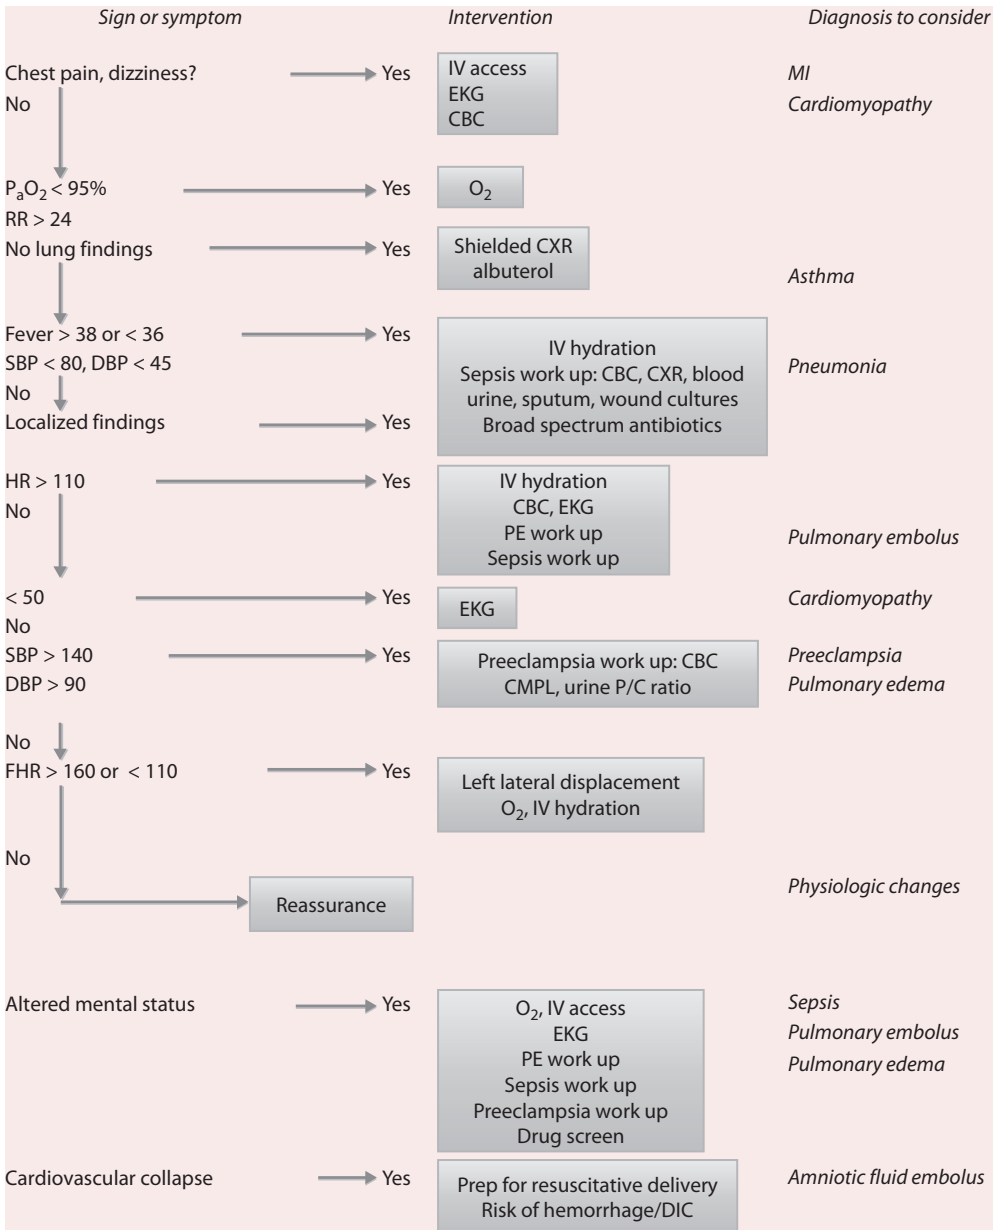 Sign or symptom Intervention Diagnosis to consider
Chest pain, dizziness? Yes IV access MI
No EKG Cardiomyopathy
CBC
PaO2 < 95% Yes O2
RR > 24
No lung findings Yes Shielded CXR
albuterol Asthma
Fever > 38 or < 36 Yes IV hydration
SBP < 80, DBP < 45 Sepsis work up: CBC, CXR, blood Pneumonia
No urine, sputum, wound cultures
Localized findings Yes Broad spectrum antibiotics
HR > 110 Yes IV hydration
No CBC, EKG
PE work up Pulmonary embolus
Sepsis work up
< 50 Yes EKG Cardiomyopathy
No
SBP > 140 Yes Preeclampsia work up: CBC Preeclampsia
DBP > 90 CMPL, urine P/C ratio Pulmonary edema
No
FHR > 160 or < 110 Yes Left lateral displacement
O2, IV hydration
No
Reassurance Physiologic changes
Altered mental status Yes O2, IV access Sepsis
EKG Pulmonary embolus
PE work up Pulmonary edema
Sepsis work up
Preeclampsia work up
Drug screen
Cardiovascular collapse Yes Prep for resuscitative delivery Amniotic fluid embolus
Risk of hemorrhage/DIC